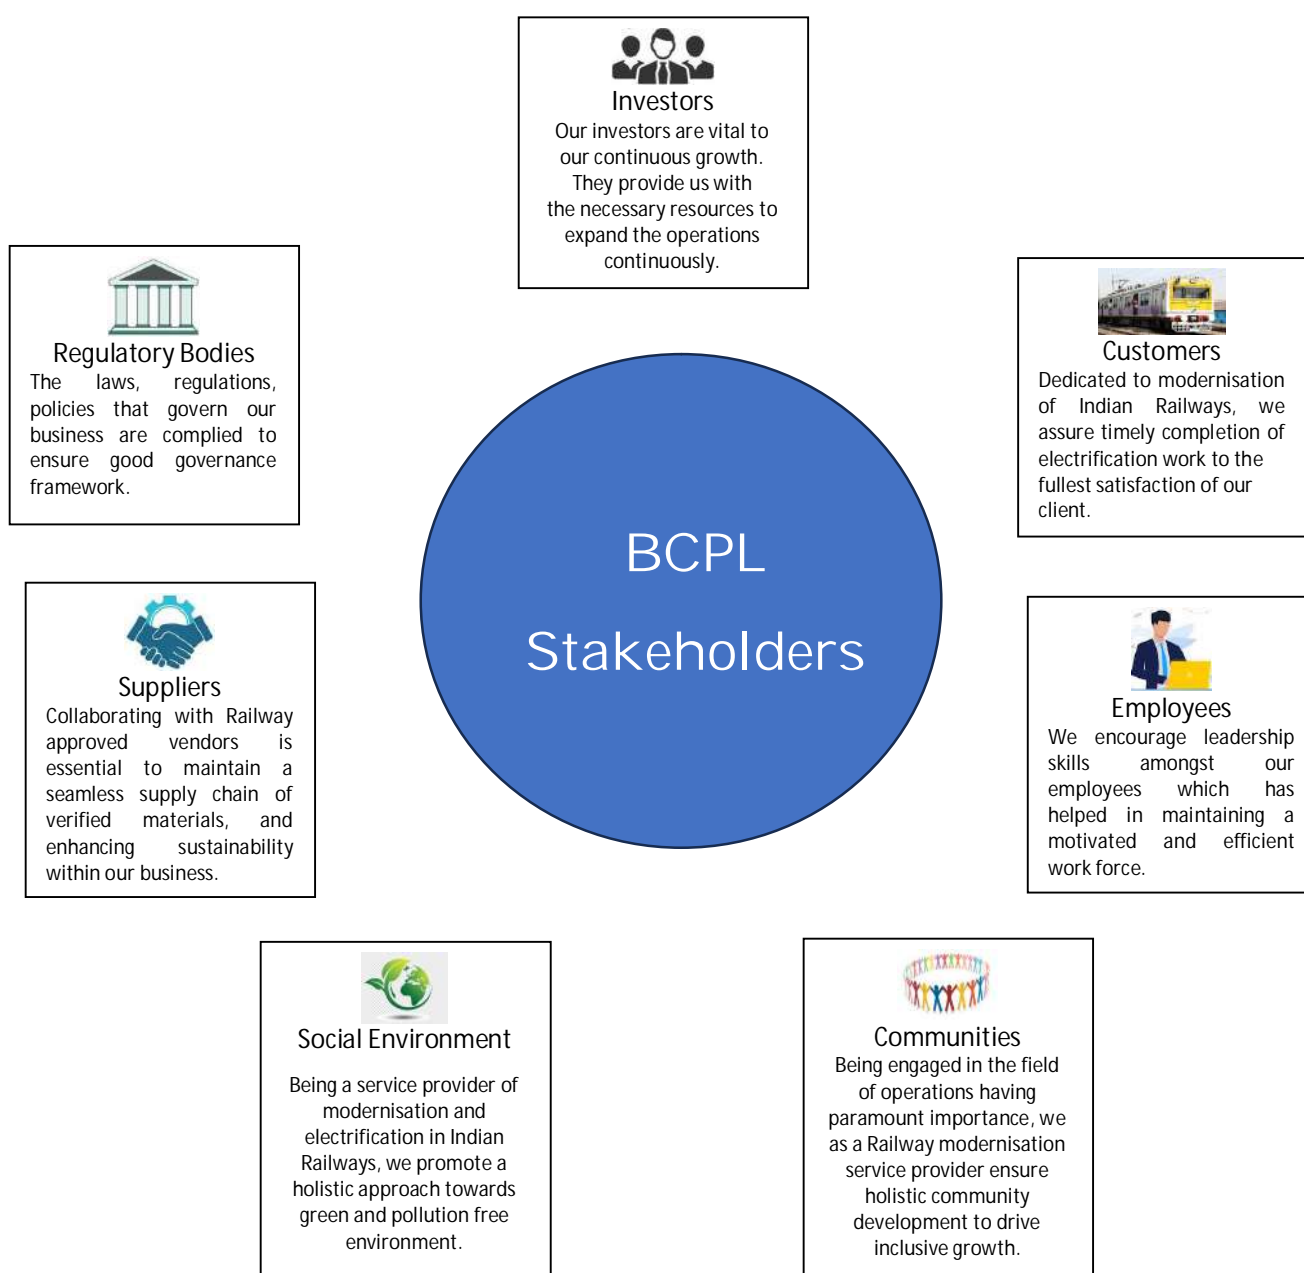 Investors
Our investors are vital to
our continuous growth.
They provide us with
the necessary resources to
expand the operations
continuously.
Regulatory Bodies
The laws, regulations,
policies that govern our
business are complied to
ensure good governance
framework.
Customers
Dedicated to modernisation
of Indian Railways, we
assure timely completion of
electrification work to the
fullest satisfaction of our
client.
BCPL
Stakeholders
Suppliers
Collaborating with Railway
approved vendors is
essential to maintain a
seamless supply chain of
verified materials, and
enhancing sustainability
within our business.
Employees
We encourage leadership
skills amongst our
employees which has
helped in maintaining a
motivated and efficient
work force.
Social Environment
Being a service provider of
modernisation and
electrification in Indian
Railways, we promote a
holistic approach towards
green and pollution free
environment.
Communities
Being engaged in the field
of operations having
paramount importance, we
as a Railway modernisation
service provider ensure
holistic community
development to drive
inclusive growth.